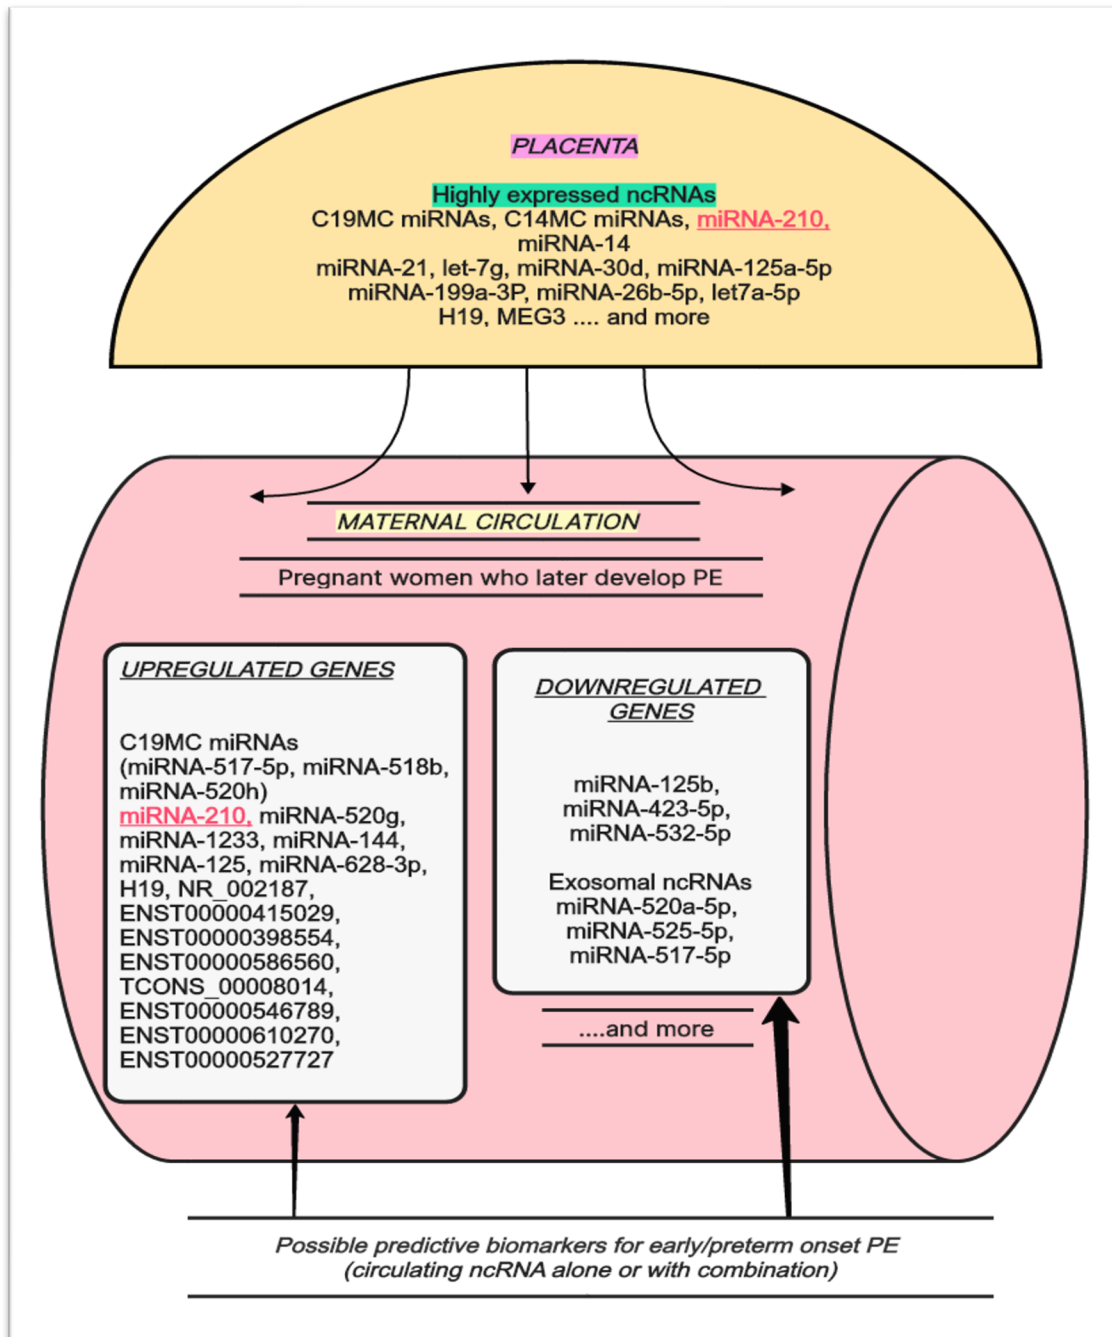 PLACENTA
Highly expressed ncRNAs
C19MC miRNAs, C14MC miRNAs, miRNA-210,
miRNA-14
miRNA-21, let-7g, miRNA-30d, miRNA-125a-5p
miRNA-199a-3P, miRNA-26b-5p, let7a-5p
H19, MEG3 .... and more
MATERNAL CIRCULATION
Pregnant women who later develop PE
UPREGULATED GENES
C19MC miRNAs
(miRNA-517-5p, miRNA-518b,
miRNA-520h)
miRNA-210, miRNA-520g,
miRNA-1233, miRNA-144,
miRNA-125, miRNA-628-3p,
H19, NR_002187,
ENST00000415029,
ENST00000398554,
ENST00000586560,
TCONS_00008014,
ENST00000546789,
ENST00000610270,
ENST00000527727
DOWNREGULATED
GENES
miRNA-125b,
miRNA-423-5p,
miRNA-532-5p
Exosomal ncRNAs
miRNA-520a-5p,
miRNA-525-5p,
miRNA-517-5p
....and more
Possible predictive biomarkers for early/preterm onset PE
(circulating ncRNA alone or with combination)